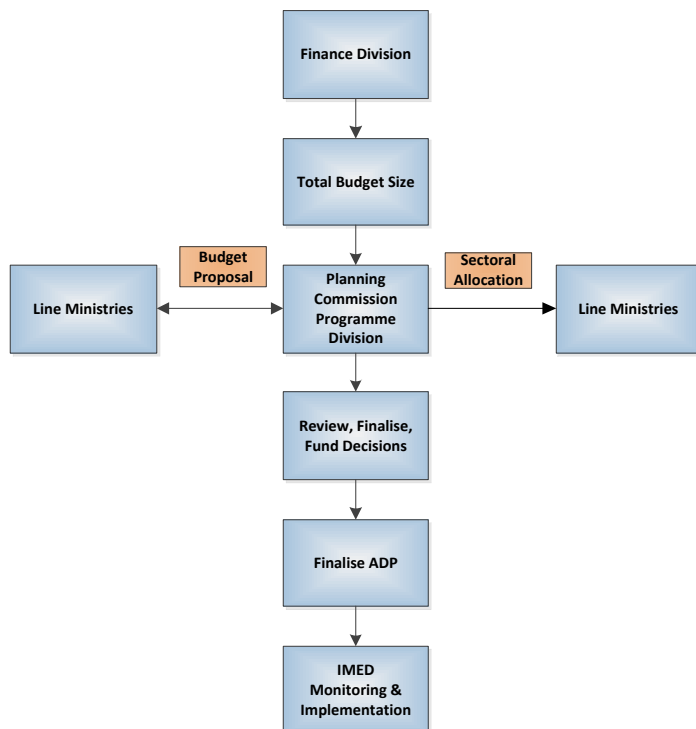 Finance Division
Total Budget Size
Budget
Proposal
Sectoral
Allocation
Line Ministries
Planning
Commission
Programme
Division
Line Ministries
Review, Finalise,
Fund Decisions
Finalise ADP
IMED
Monitoring &
Implementation